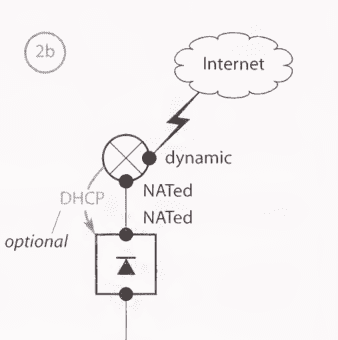 2b
Internet
dynamic
NATed
DHCP
NATed
optional